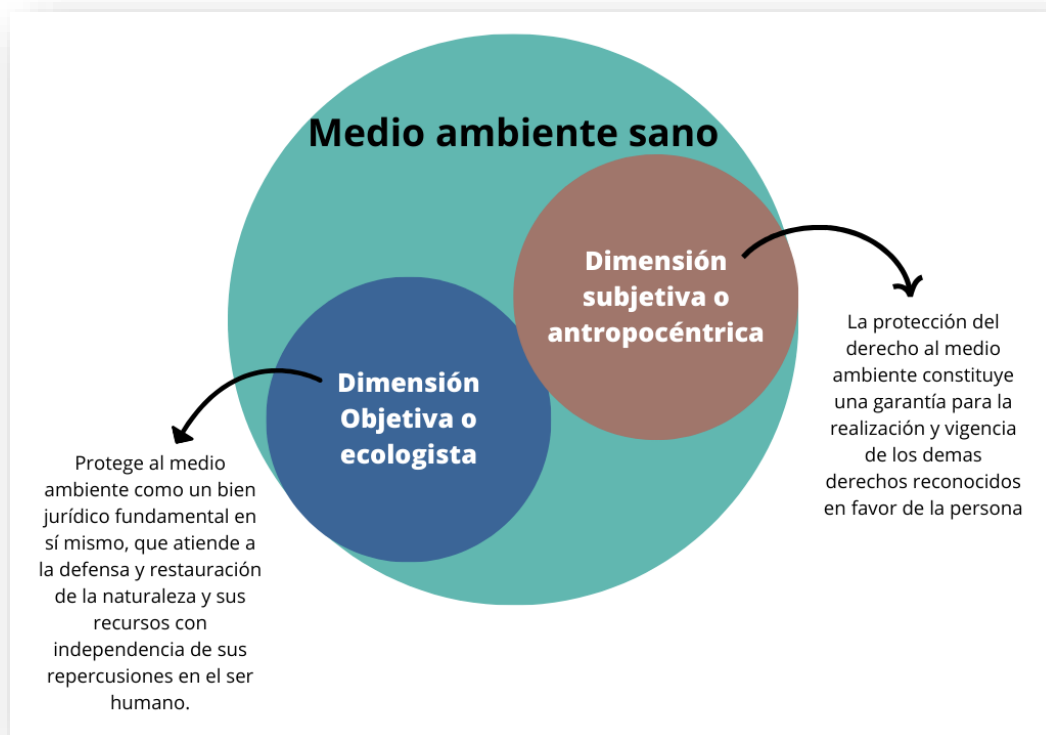 Medio ambiente sano
Dimensión
subjetiva o
antropocéntrica
La protección del
derecho al medio
ambiente constituye
una garantía para la
realización y vigencia
de los demas
derechos reconocidos
en favor de la persona
Dimensión
Objetiva o
ecologista
Protege al medio
ambiente como un bien
jurídico fundamental en
sí mismo, que atiende a
la defensa y restauración
de la naturaleza y sus
recursos con
independencia de sus
repercusiones en el ser
humano.